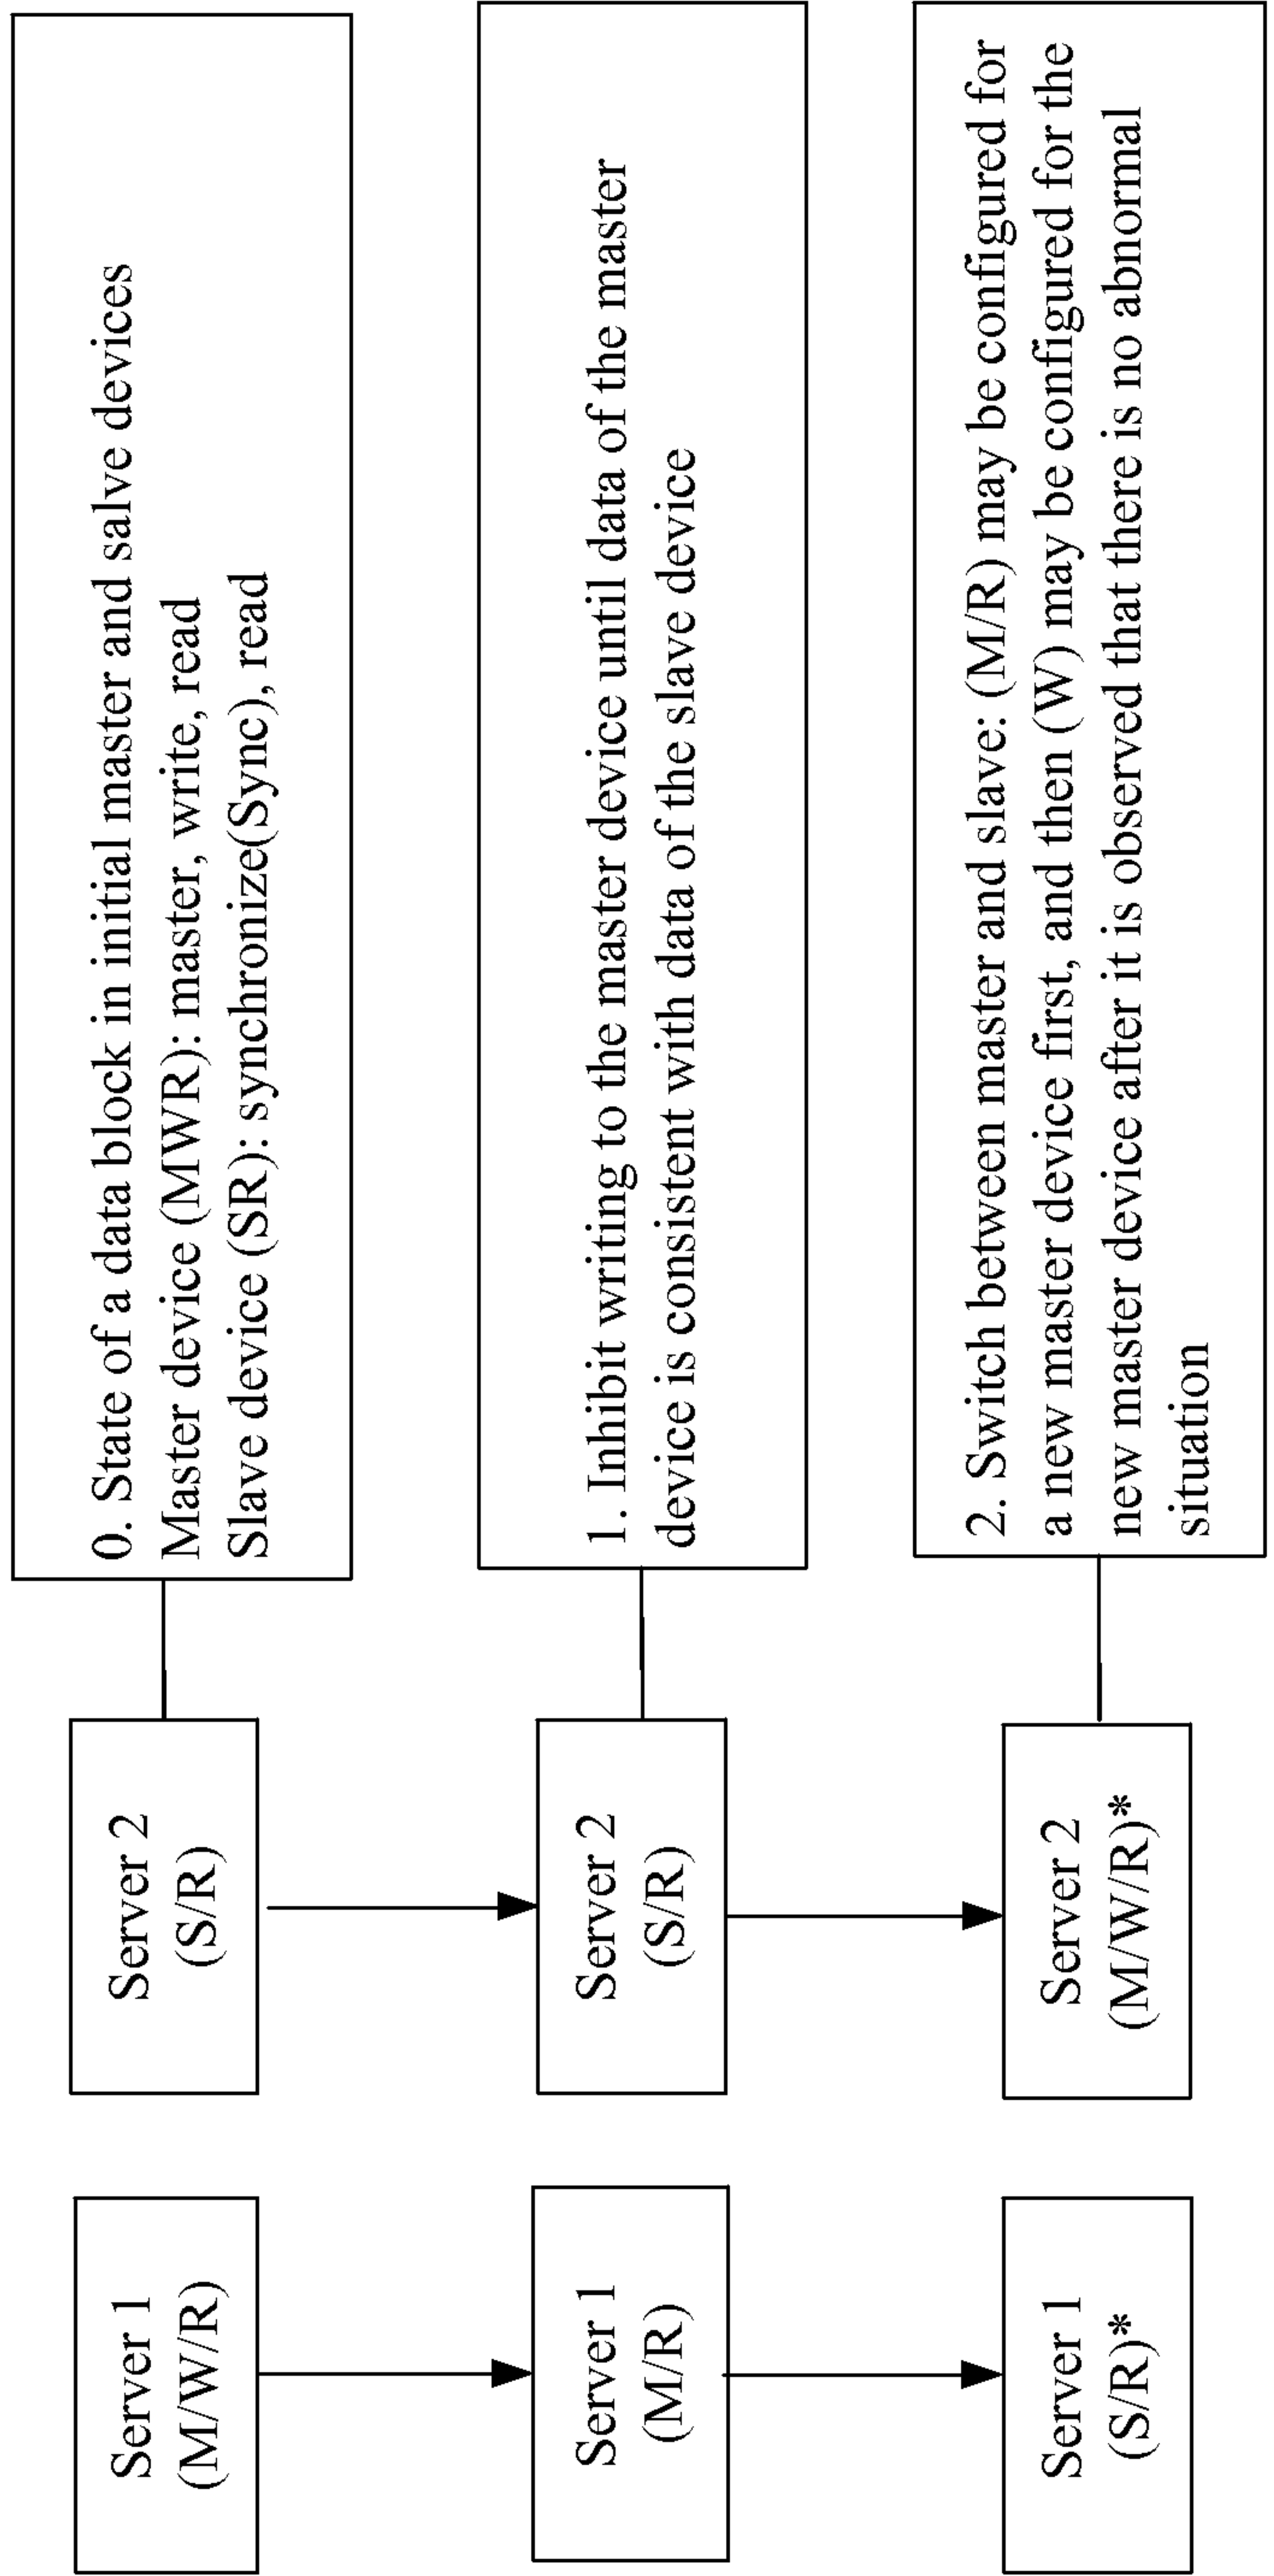 Server 1
(M/W/R)
Server 2
(S/R)
0. State of a data block in initial master and salve devices
Master device (MWR): master, write, read
Slave device (SR): synchronize(Sync), read
Server 1
(M/R)
Server 2
(S/R)
1. Inhibit writing to the master device until data of the master
device is consistent with data of the slave device
Server 1
(S/R)*
Server 2
(M/W/R)*
2. Switch between master and slave: (M/R) may be configured for
a new master device first, and then (W) may be configured for the
new master device after it is observed that there is no abnormal
situation